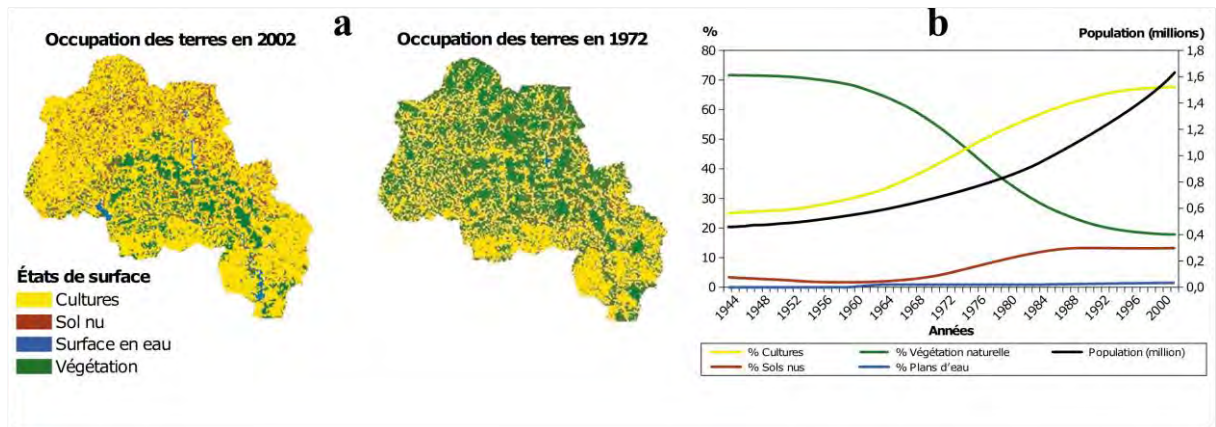 a
b
Occupation des terres en 2002
Occupation des terres en 1972
États de surface
Cultures
Sol nu
Surface en eau
Végétation
%
Population (millions)
80
70
60
50
40
30
20
10
0
1,8
1,6
1,4
1,2
1,0
0,8
0,6
0,4
0,2
0,0
1944
1948
1952
1956
1960
1964
1968
1972
1976
1980
1984
1988
1992
1996
2000
Années
% Cultures
% Végétation naturelle
Population (million)
% Sols nus
% Plans d'eau